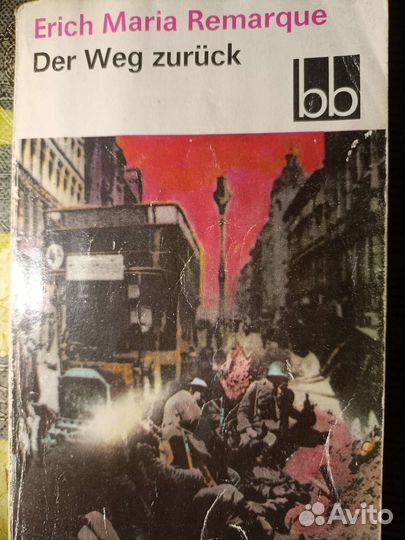 Erich Maria Remarque
Der Weg zurück
bb
Avito